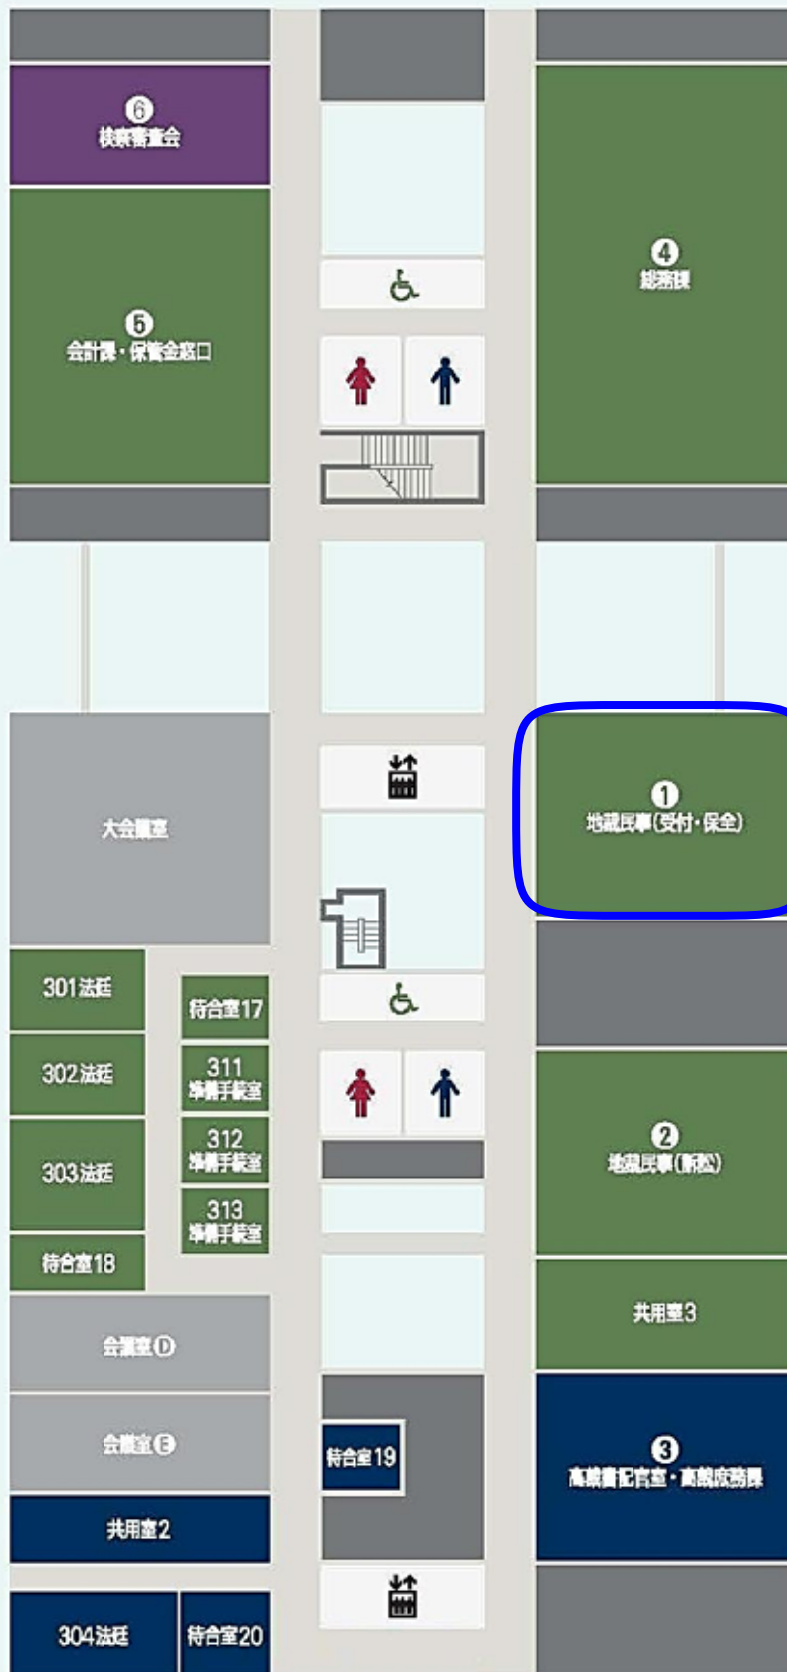 ⑥
検察審査会
④
総務課
⑤
会計課・保管金窓口
①
地裁民事(受付・保全)
大会議室
301法廷
待合室17
302法廷
311
準備手続室
②
地裁民事(訴訟)
303法廷
312
準備手続室
313
準備手続室
待合室18
共用室3
会議室D
会議室E
待合室19
③
高裁書記官室・高裁庶務課
共用室2
304法廷
待合室20